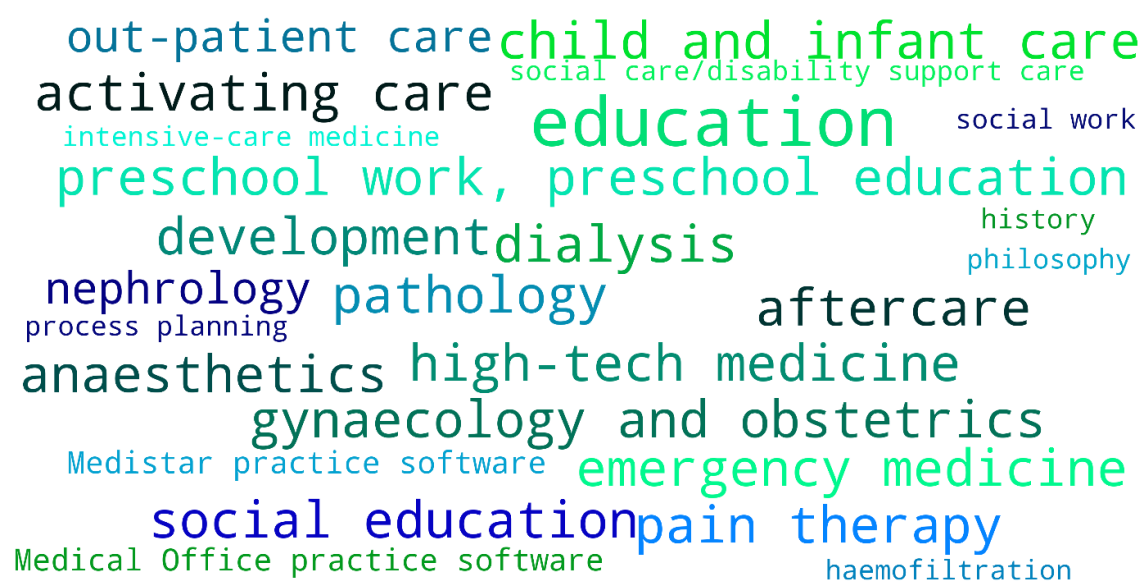 out-patient care
child and infant care
social care/disability support care
activating care
education
social work
intensive-care medicine
preschool work, preschool education
history
development
dialysis
philosophy
nephrology
pathology
aftercare
process planning
high-tech medicine
anaesthetics
gynaecology and obstetrics
Medistar practice software
emergency medicine
social education
pain therapy
Medical Office practice software
haemofiltration